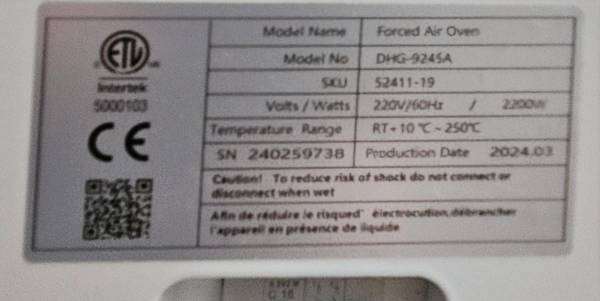 ETL
Intertek
5000103
CE
Model Name Forced Air Oven
Model No DHG-9245A
SKU 52411-19
Volts / Watts 220V/60Hz / 2200W
Temperature Range RT+10 ℃ ~ 250℃
SN 240259738 Production Date 2024.03
Caution! To reduce risk of shock do not connect or
disconnect when wet
Afin de réduire le risqued' électrocution,débrancher
l'appareil en présence de liquide